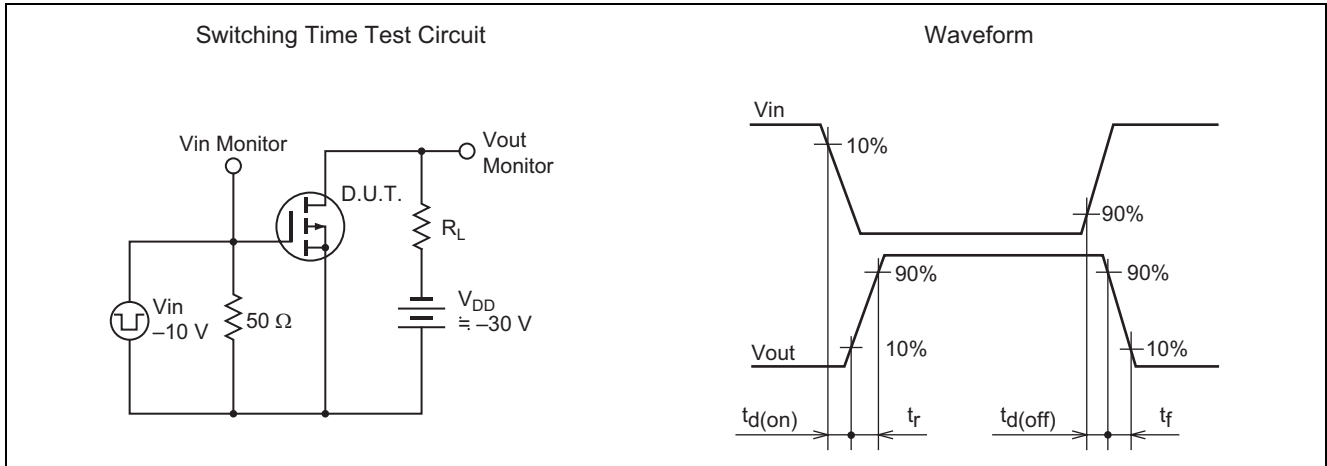 Switching Time Test Circuit
Vin Monitor
Vout
Monitor
D.U.T.
RL
Vin
–10 V
50 Ω
VDD
≒ –30 V
Waveform
Vin
10%
90%
90%
90%
Vout
10%
10%
td(on)
tr
td(off)
tf